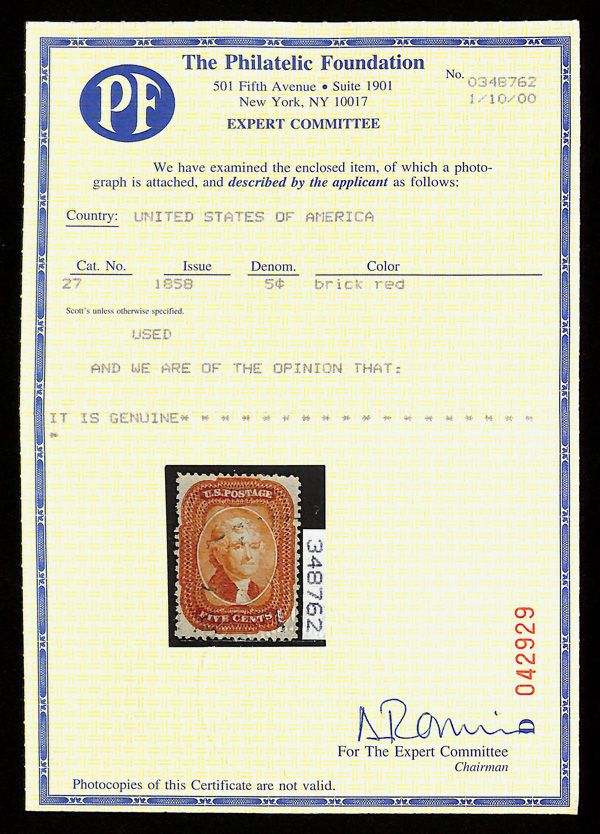 PF
The Philatelic Foundation
501 Fifth Avenue • Suite 1901
New York, NY 10017
EXPERT COMMITTEE
No. 0348762
1/10/00
We have examined the enclosed item, of which a photo-
graph is attached, and described by the applicant as follows:
Country: UNITED STATES OF AMERICA
Cat. No. Issue Denom. Color
27 1858 5¢ brick red
Scott's unless otherwise specified.
USED
AND WE ARE OF THE OPINION THAT:
IT IS GENUINE* * * * * * * * * * * * * * * * * *
*
U.S. POSTAGE
FIVE CENTS
348762
D 042929
For The Expert Committee
Chairman
Photocopies of this Certificate are not valid.